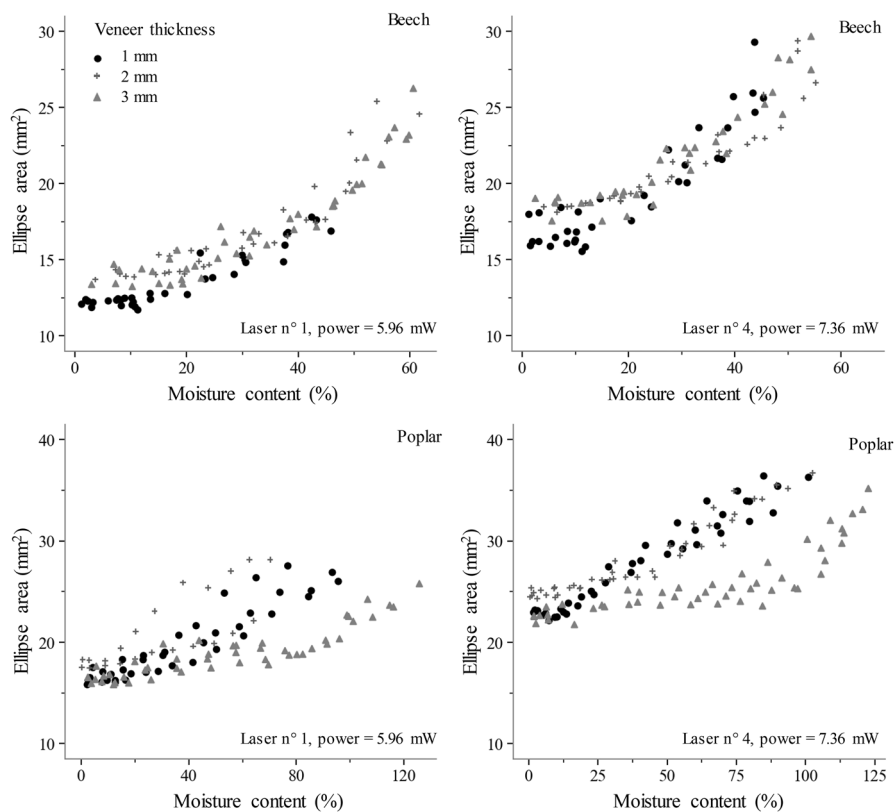 Veneer thickness
1 mm
2 mm
3 mm
Beech
30
25
20
15
10
Ellipse area (mm²)
Laser n° 1, power = 5.96 mW
0 20 40 60
Moisture content (%)
Beech
30
25
20
15
10
Ellipse area (mm²)
Laser n° 4, power = 7.36 mW
0 20 40 60
Moisture content (%)
Poplar
40
30
20
10
Ellipse area (mm²)
Laser n° 1, power = 5.96 mW
0 40 80 120
Moisture content (%)
Poplar
40
30
20
10
Ellipse area (mm²)
Laser n° 4, power = 7.36 mW
0 25 50 75 100 125
Moisture content (%)